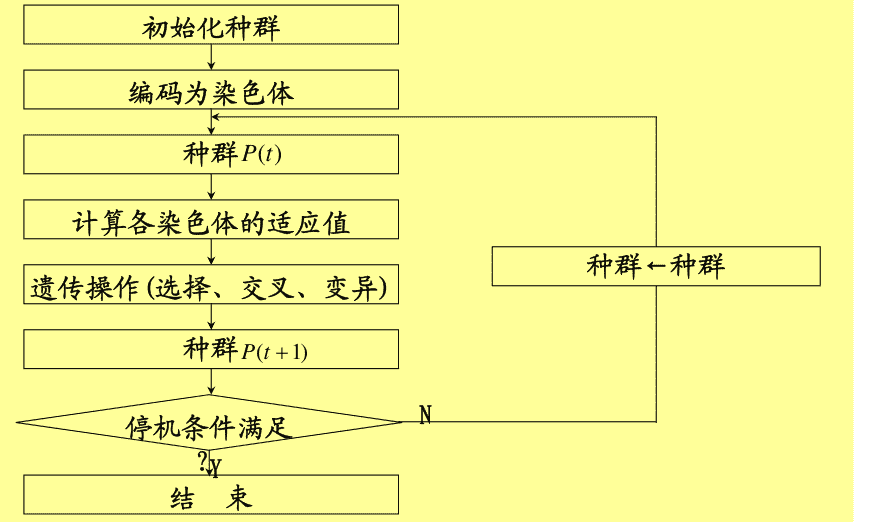 初始化种群
编码为染色体
种群P(t)
计算各染色体的适应值
种群←种群
遗传操作(选择、交叉、变异)
种群P(t+1)
停机条件满足
N
?
Y
结 束